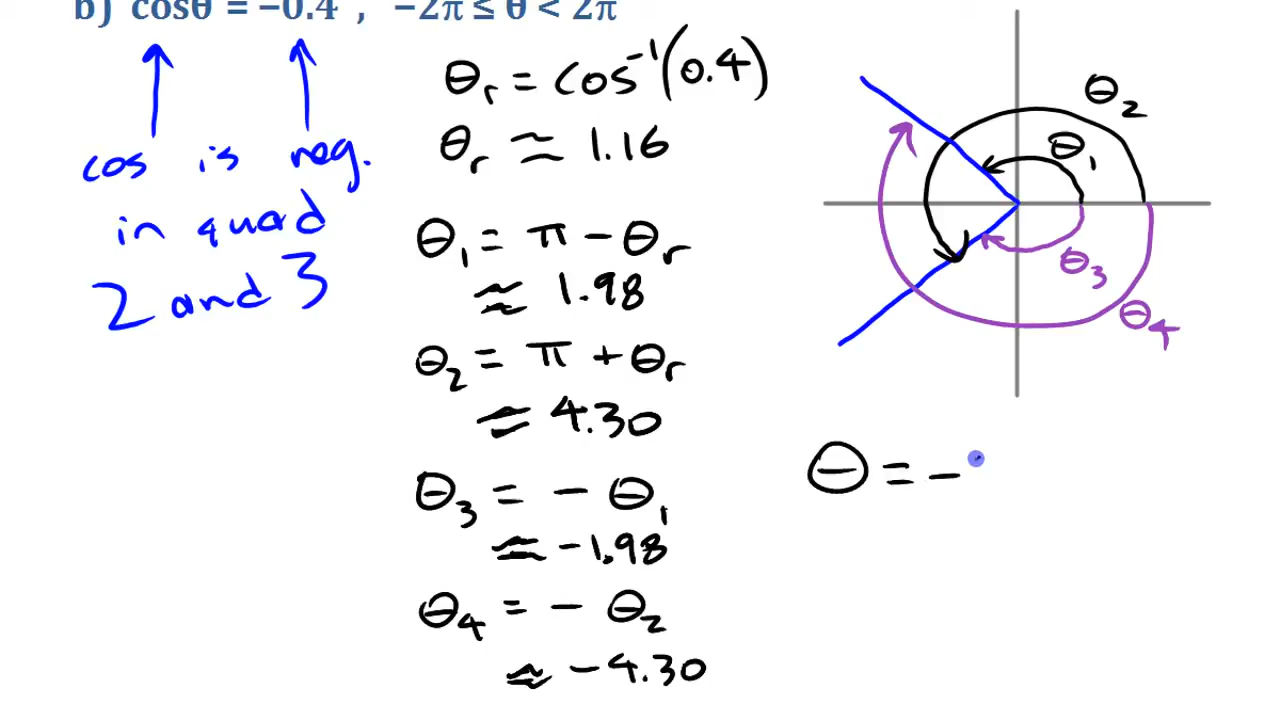 b) cosθ = −0.4 , −2π ≤ θ < 2π
cos is neg.
in quad
2 and 3
θr = cos⁻¹(0.4)
θr ≈ 1.16
θ1 = π − θr
≈ 1.98
θ2 = π + θr
≈ 4.30
θ3 = − θ1
≈ −1.98
θ4 = − θ2
≈ −4.30
θ2
θ1
θ3
θ4
θ = −